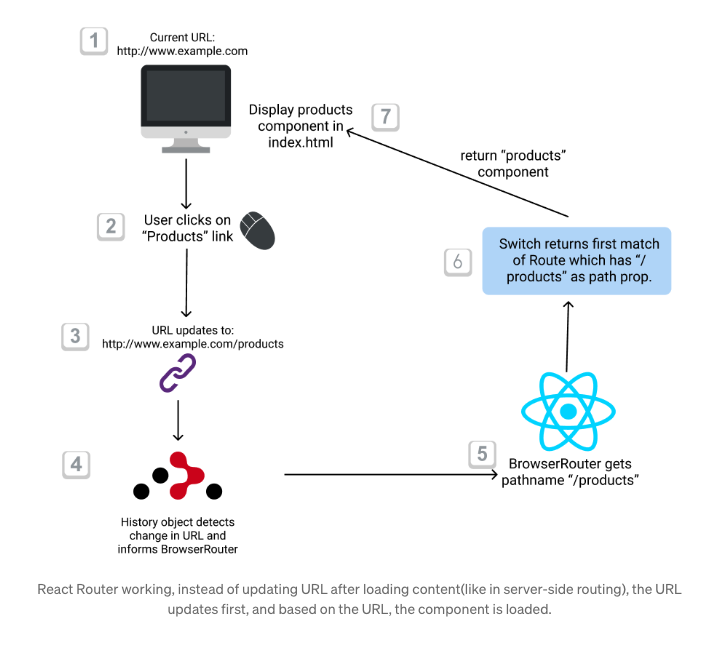 1
Current URL:
http://www.example.com
Display products
component in
index.html
7
return “products”
component
2
User clicks on
“Products” link
6
Switch returns first match
of Route which has “/
products” as path prop.
3
URL updates to:
http://www.example.com/products
4
History object detects
change in URL and
informs BrowserRouter
5
BrowserRouter gets
pathname “/products”
React Router working, instead of updating URL after loading content(like in server-side routing), the URL
updates first, and based on the URL, the component is loaded.